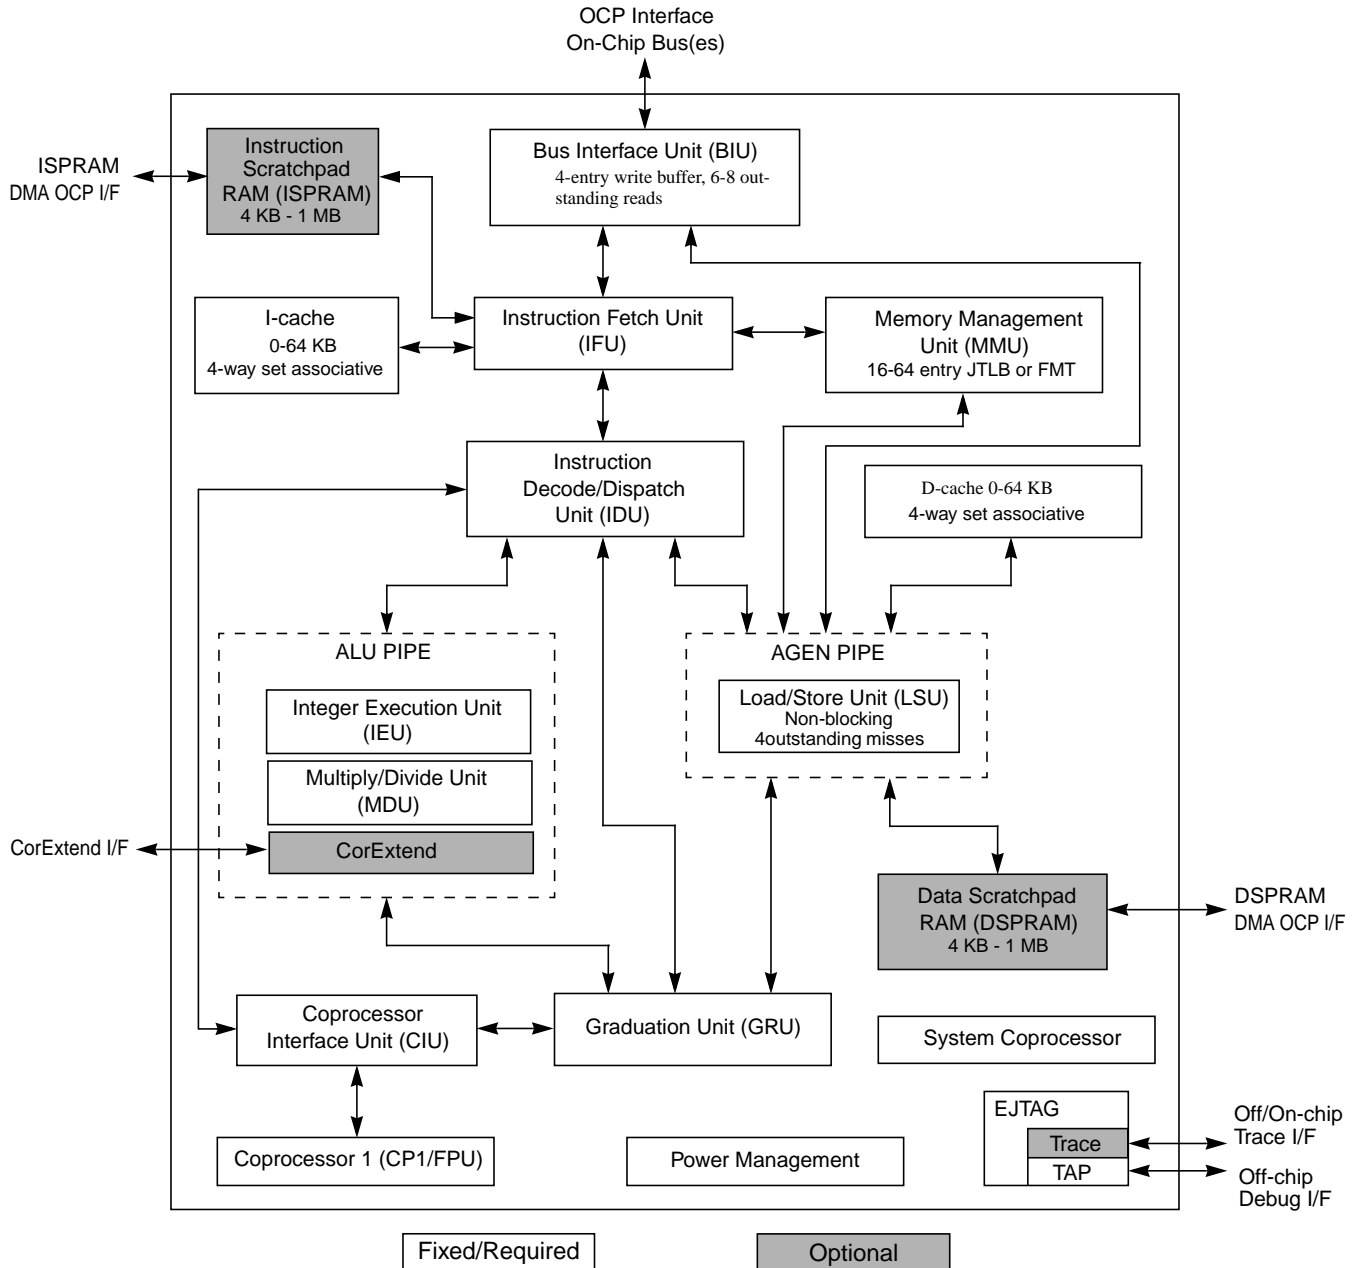 OCP Interface
On-Chip Bus(es)
Instruction
Scratchpad
RAM (ISPRAM)
4 KB - 1 MB
ISPRAM
DMA OCP I/F
Bus Interface Unit (BIU)
4-entry write buffer, 6-8 out-
standing reads
I-cache
0-64 KB
4-way set associative
Instruction Fetch Unit
(IFU)
Memory Management
Unit (MMU)
16-64 entry JTLB or FMT
Instruction
Decode/Dispatch
Unit (IDU)
D-cache 0-64 KB
4-way set associative
ALU PIPE
Integer Execution Unit
(IEU)
Multiply/Divide Unit
(MDU)
CorExtend
CorExtend I/F
AGEN PIPE
Load/Store Unit (LSU)
Non-blocking
4outstanding misses
Data Scratchpad
RAM (DSPRAM)
4 KB - 1 MB
DSPRAM
DMA OCP I/F
Coprocessor
Interface Unit (CIU)
Graduation Unit (GRU)
System Coprocessor
Coprocessor 1 (CP1/FPU)
Power Management
EJTAG
Trace
TAP
Off/On-chip
Trace I/F
Off-chip
Debug I/F
Fixed/Required
Optional